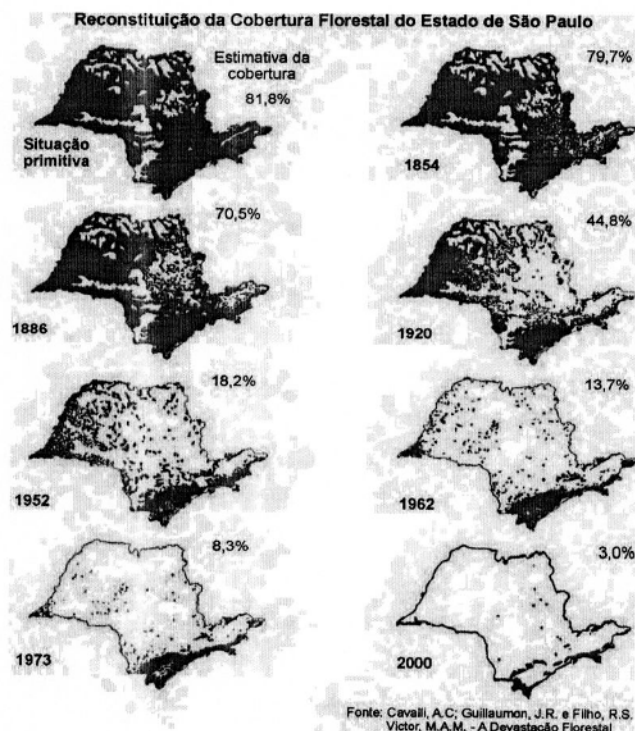 Reconstituição da Cobertura Florestal do Estado de São Paulo
Estimativa da
cobertura
81,8%
Situação
primitiva
79,7%
1854
70,5%
1886
44,8%
1920
18,2%
1952
13,7%
1962
8,3%
1973
3,0%
2000
Fonte: Cavalli, A.C; Guillaumon, J.R. e Filho, R.S.
Victor, M.A.M. - A Devastação Florestal